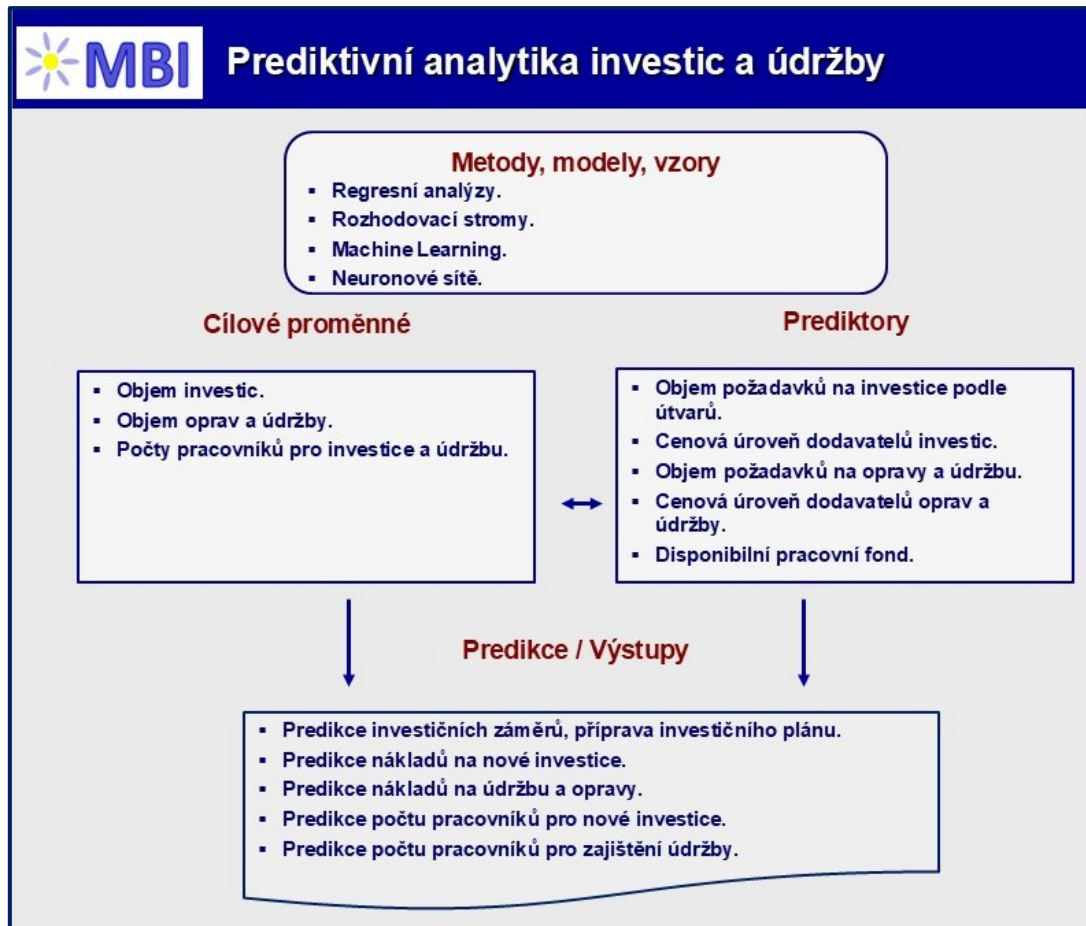 MBI
Prediktivní analytika investic a údržby
Metody, modely, vzory
▪ Regresní analýzy.
▪ Rozhodovací stromy.
▪ Machine Learning.
▪ Neuronové sítě.
Cílové proměnné
▪ Objem investic.
▪ Objem oprav a údržby.
▪ Počty pracovníků pro investice a údržbu.
Prediktory
▪ Objem požadavků na investice podle
útvarů.
▪ Cenová úroveň dodavatelů investic.
▪ Objem požadavků na opravy a údržbu.
▪ Cenová úroveň dodavatelů oprav a
údržby.
▪ Disponibilní pracovní fond.
Predikce / Výstupy
▪ Predikce investičních záměrů, příprava investičního plánu.
▪ Predikce nákladů na nové investice.
▪ Predikce nákladů na údržbu a opravy.
▪ Predikce počtu pracovníků pro nové investice.
▪ Predikce počtu pracovníků pro zajištění údržby.